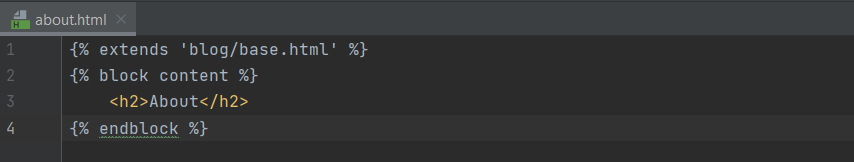 about.html
1 {% extends 'blog/base.html' %}
2 {% block content %}
3     <h2>About</h2>
4 {% endblock %}